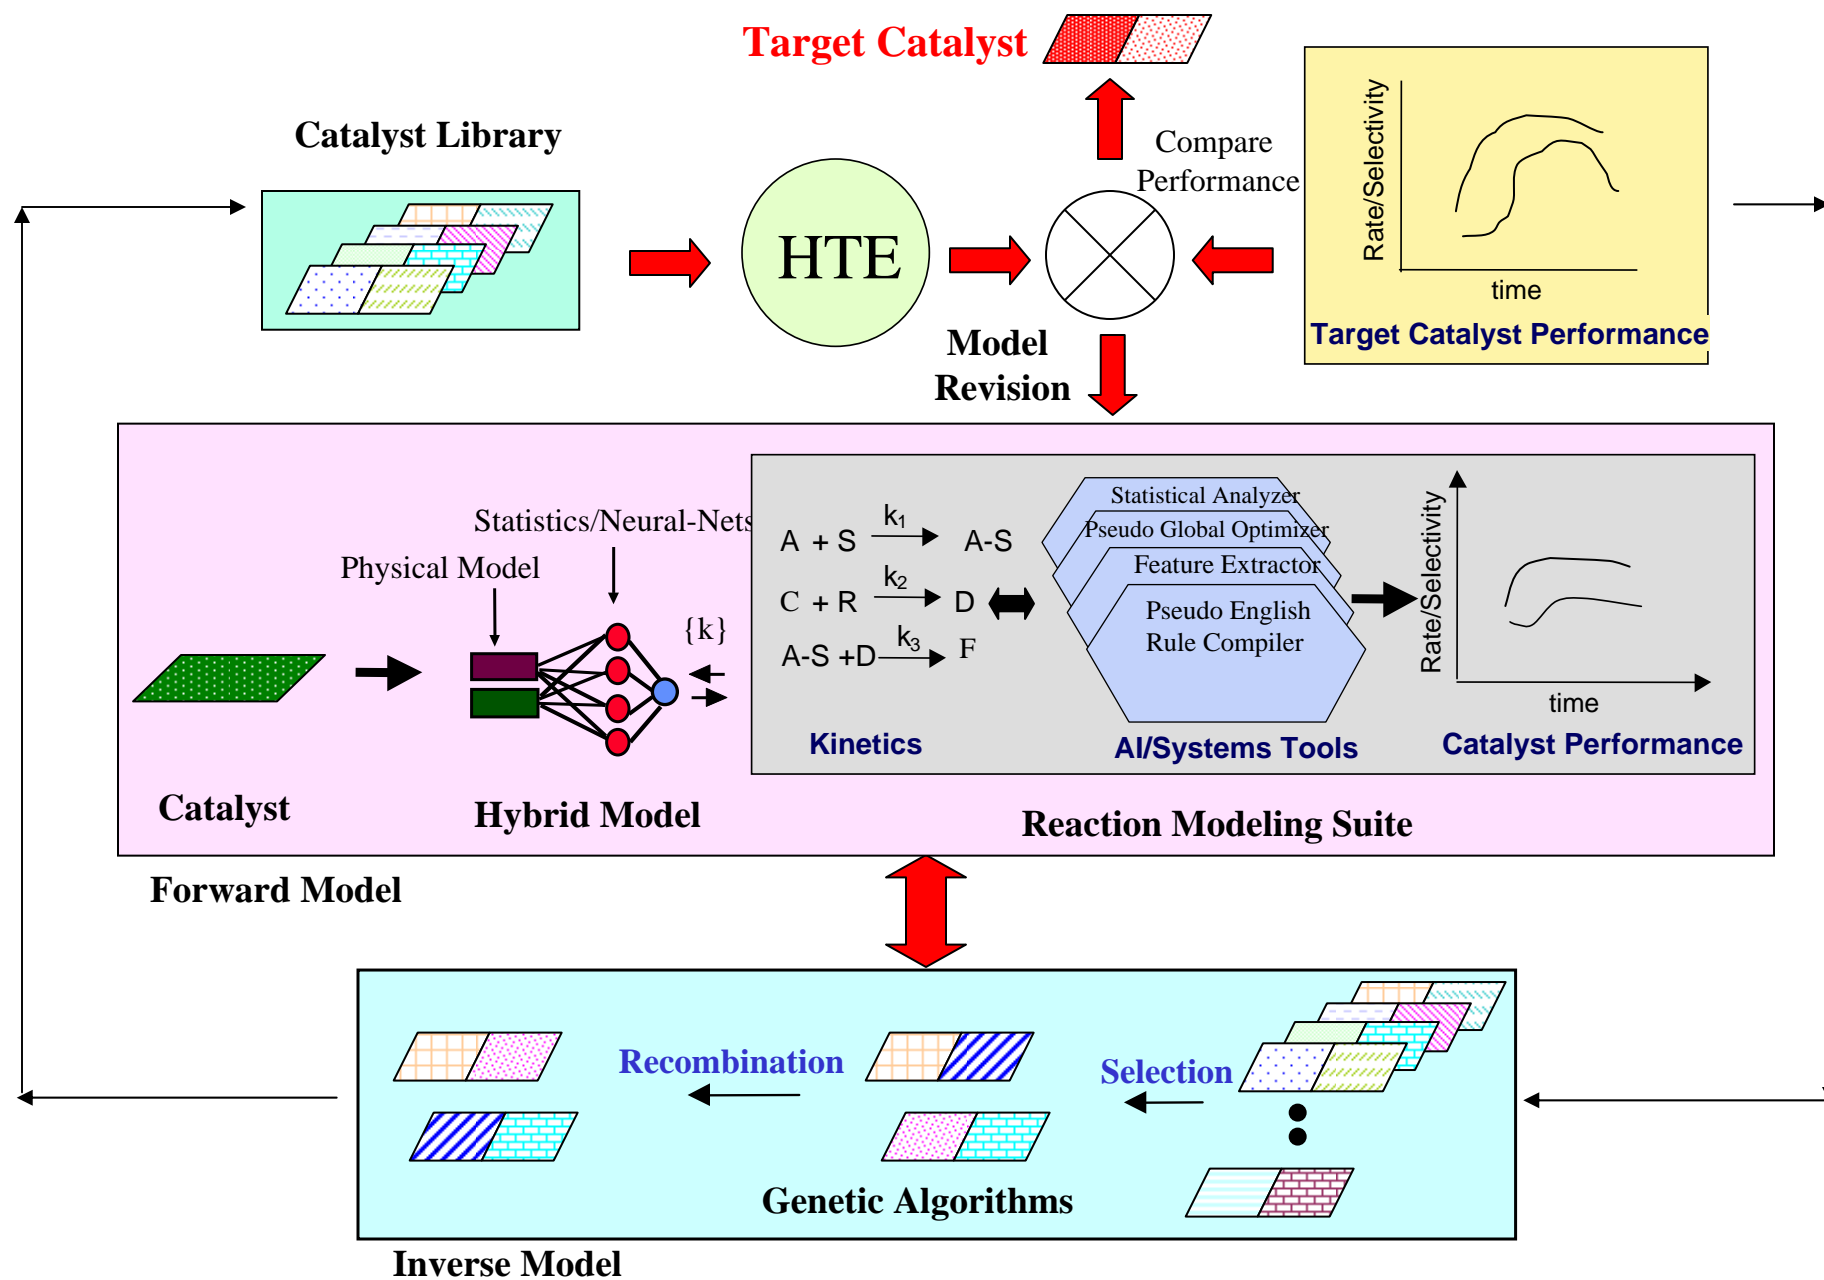 Target Catalyst
Catalyst Library
Compare
Performance
HTE
Rate/Selectivity
time
Target Catalyst Performance
Model
Revision
Statistics/Neural-Nets
Physical Model
{k}
A + S k1 A-S
C + R k2 D
A-S +D k3 F
Statistical Analyzer
Pseudo Global Optimizer
Feature Extractor
Pseudo English
Rule Compiler
Rate/Selectivity
time
Kinetics
AI/Systems Tools
Catalyst Performance
Catalyst
Hybrid Model
Reaction Modeling Suite
Forward Model
Recombination
Selection
Genetic Algorithms
Inverse Model